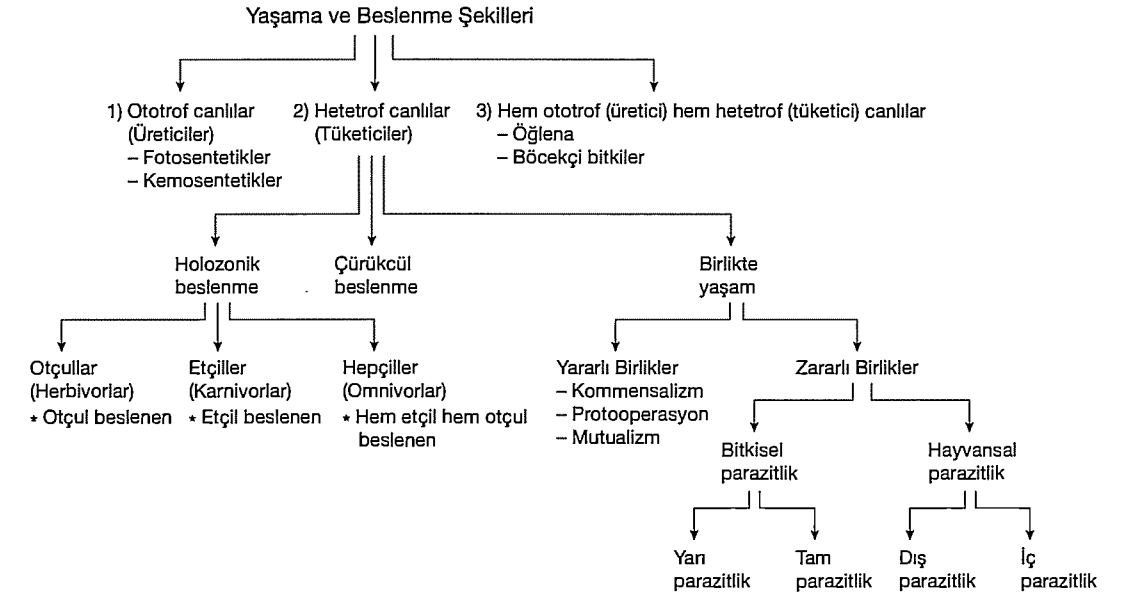 Yaşama ve Beslenme Şekilleri
1) Ototrof canlılar
(Üreticiler)
– Fotosentetikler
– Kemosentetikler
2) Hetetrof canlılar
(Tüketiciler)
3) Hem ototrof (üretici) hem hetetrof (tüketici) canlılar
– Öğlena
– Böcekçi bitkiler
Holozonik
beslenme
Çürükcül
beslenme
Birlikte
yaşam
Otçullar
(Herbivorlar)
* Otçul beslenen
Etçiller
(Karnivorlar)
* Etçil beslenen
Hepçiller
(Omnivorlar)
* Hem etçil hem otçul
beslenen
Yararlı Birlikler
– Kommensalizm
– Protooperasyon
– Mutualizm
Zararlı Birlikler
Bitkisel
parazitlik
Hayvansal
parazitlik
Yarı
parazitlik
Tam
parazitlik
Dış
parazitlik
İç
parazitlik